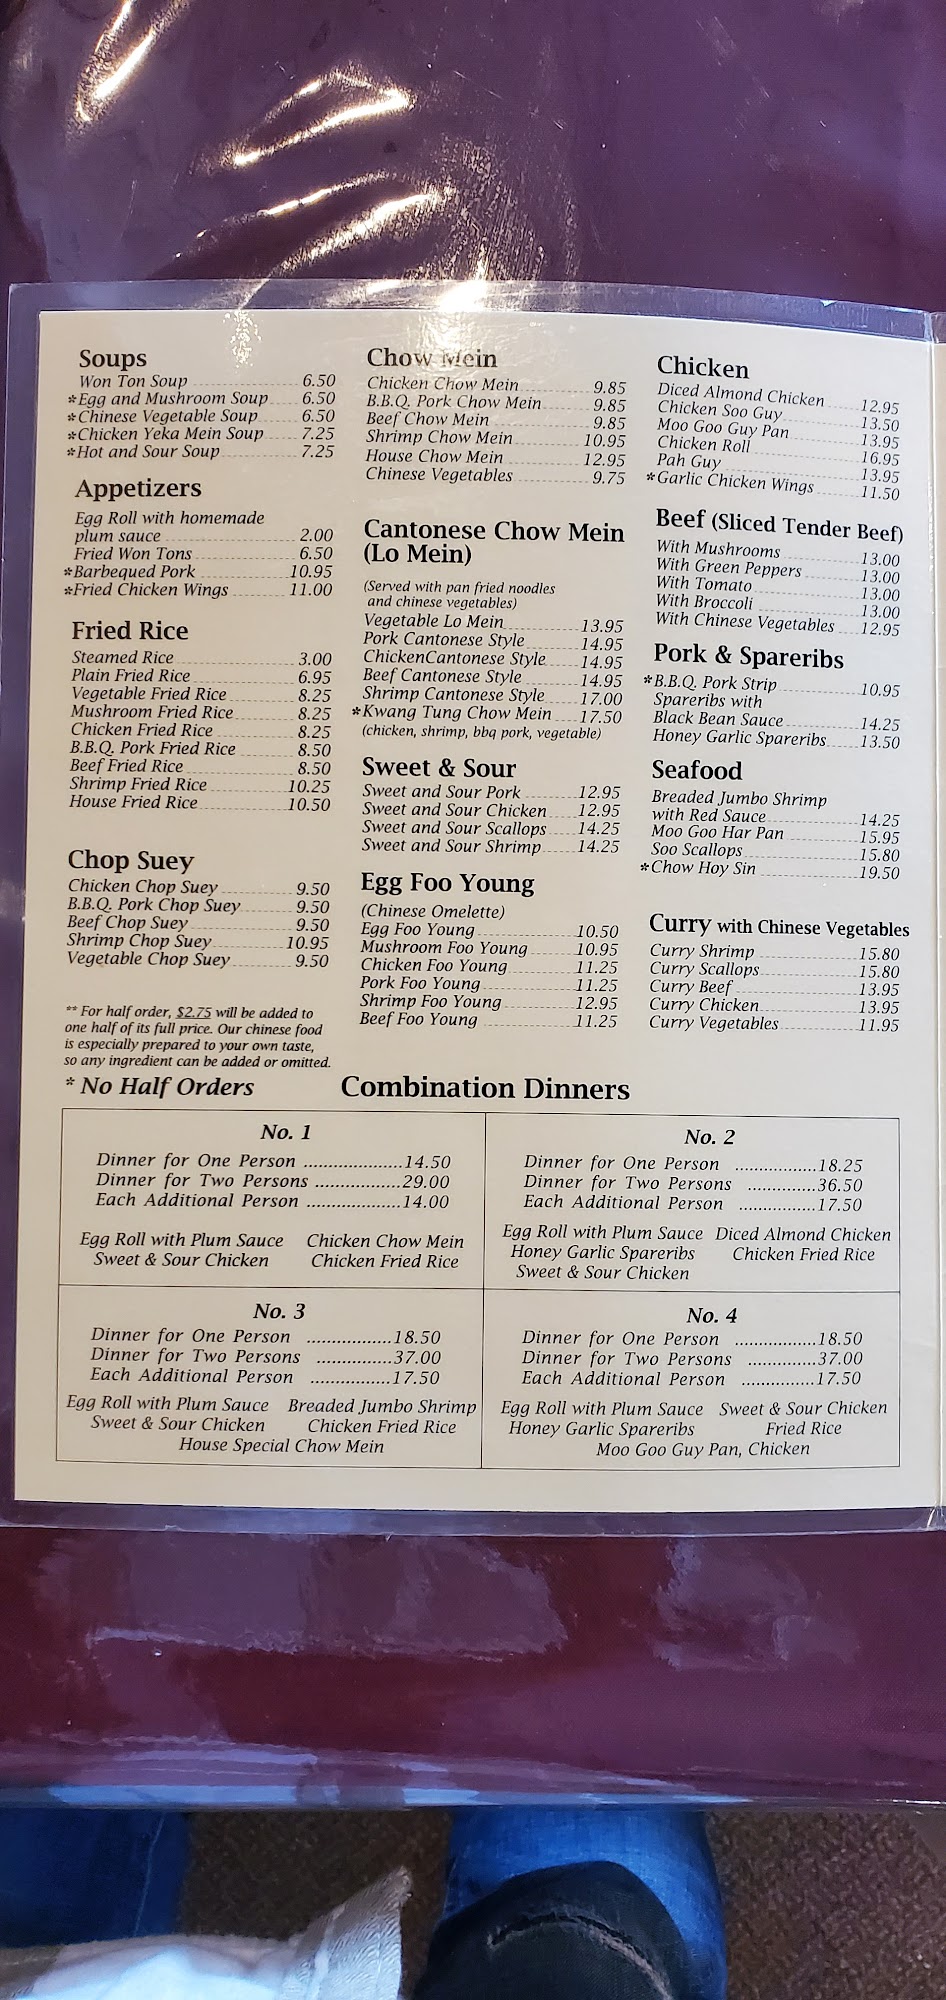 Soups
Won Ton Soup 6.50
*Egg and Mushroom Soup 6.50
*Chinese Vegetable Soup 6.50
*Chicken Yeka Mein Soup 7.25
*Hot and Sour Soup 7.25
Appetizers
Egg Roll with homemade
plum sauce 2.00
Fried Won Tons 6.50
*Barbequed Pork 10.95
*Fried Chicken Wings 11.00
Fried Rice
Steamed Rice 3.00
Plain Fried Rice 6.95
Vegetable Fried Rice 8.25
Mushroom Fried Rice 8.25
Chicken Fried Rice 8.25
B.B.Q. Pork Fried Rice 8.50
Beef Fried Rice 8.50
Shrimp Fried Rice 10.25
House Fried Rice 10.50
Chop Suey
Chicken Chop Suey 9.50
B.B.Q. Pork Chop Suey 9.50
Beef Chop Suey 9.50
Shrimp Chop Suey 10.95
Vegetable Chop Suey 9.50
** For half order, $2.75 will be added to
one half of its full price. Our chinese food
is especially prepared to your own taste,
so any ingredient can be added or omitted.
* No Half Orders
Chow Mein
Chicken Chow Mein 9.85
B.B.Q. Pork Chow Mein 9.85
Beef Chow Mein 9.85
Shrimp Chow Mein 10.95
House Chow Mein 12.95
Chinese Vegetables 9.75
Cantonese Chow Mein
(Lo Mein)
(Served with pan fried noodles
and chinese vegetables)
Vegetable Lo Mein 13.95
Pork Cantonese Style 14.95
ChickenCantonese Style 14.95
Beef Cantonese Style 14.95
Shrimp Cantonese Style 17.00
*Kwang Tung Chow Mein 17.50
(chicken, shrimp, bbq pork, vegetable)
Sweet & Sour
Sweet and Sour Pork 12.95
Sweet and Sour Chicken 12.95
Sweet and Sour Scallops 14.25
Sweet and Sour Shrimp 14.25
Egg Foo Young
(Chinese Omelette)
Egg Foo Young 10.50
Mushroom Foo Young 10.95
Chicken Foo Young 11.25
Pork Foo Young 11.25
Shrimp Foo Young 12.95
Beef Foo Young 11.25
Chicken
Diced Almond Chicken 12.95
Chicken Soo Guy 13.50
Moo Goo Guy Pan 13.95
Chicken Roll 16.95
Pah Guy 13.95
*Garlic Chicken Wings 11.50
Beef (Sliced Tender Beef)
With Mushrooms 13.00
With Green Peppers 13.00
With Tomato 13.00
With Broccoli 13.00
With Chinese Vegetables 12.95
Pork & Spareribs
*B.B.Q. Pork Strip 10.95
Spareribs with
Black Bean Sauce 14.25
Honey Garlic Spareribs 13.50
Seafood
Breaded Jumbo Shrimp
with Red Sauce 14.25
Moo Goo Har Pan 15.95
Soo Scallops 15.80
*Chow Hoy Sin 19.50
Curry with Chinese Vegetables
Curry Shrimp 15.80
Curry Scallops 15.80
Curry Beef 13.95
Curry Chicken 13.95
Curry Vegetables 11.95
Combination Dinners
No. 1
Dinner for One Person 14.50
Dinner for Two Persons 29.00
Each Additional Person 14.00
Egg Roll with Plum Sauce Chicken Chow Mein
Sweet & Sour Chicken Chicken Fried Rice
No. 2
Dinner for One Person 18.25
Dinner for Two Persons 36.50
Each Additional Person 17.50
Egg Roll with Plum Sauce Diced Almond Chicken
Honey Garlic Spareribs Chicken Fried Rice
Sweet & Sour Chicken
No. 3
Dinner for One Person 18.50
Dinner for Two Persons 37.00
Each Additional Person 17.50
Egg Roll with Plum Sauce Breaded Jumbo Shrimp
Sweet & Sour Chicken Chicken Fried Rice
House Special Chow Mein
No. 4
Dinner for One Person 18.50
Dinner for Two Persons 37.00
Each Additional Person 17.50
Egg Roll with Plum Sauce Sweet & Sour Chicken
Honey Garlic Spareribs Fried Rice
Moo Goo Guy Pan, Chicken